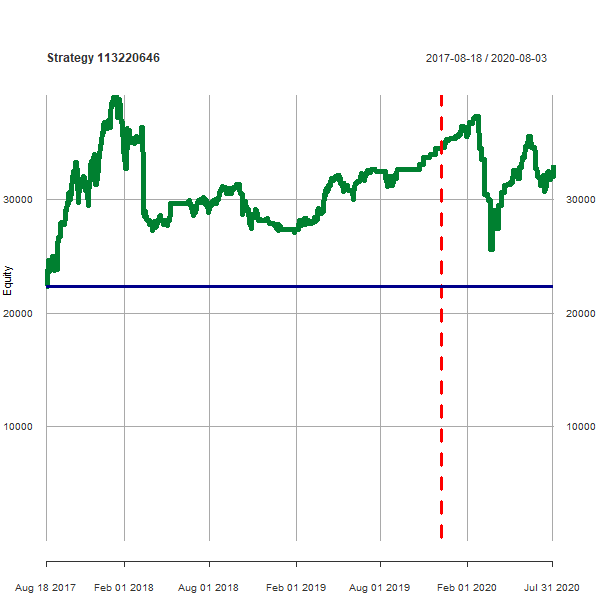 Strategy 113220646
2017-08-18 / 2020-08-03
30000
30000
Equity
20000
20000
10000
10000
Aug 18 2017
Feb 01 2018
Aug 01 2018
Feb 01 2019
Aug 01 2019
Feb 01 2020
Jul 31 2020